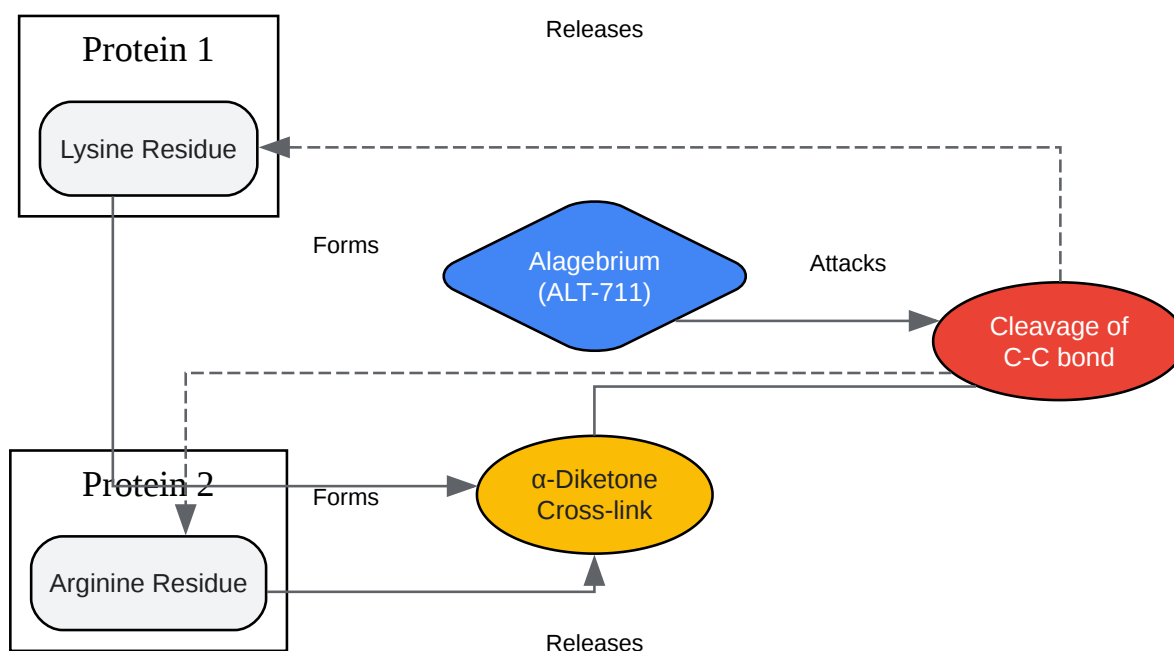 Releases
Protein 1
Lysine Residue
Forms
Alagebrium
(ALT-711)
Attacks
Cleavage of
C-C bond
Protein 2
Forms
α-Diketone
Cross-link
Arginine Residue
Releases